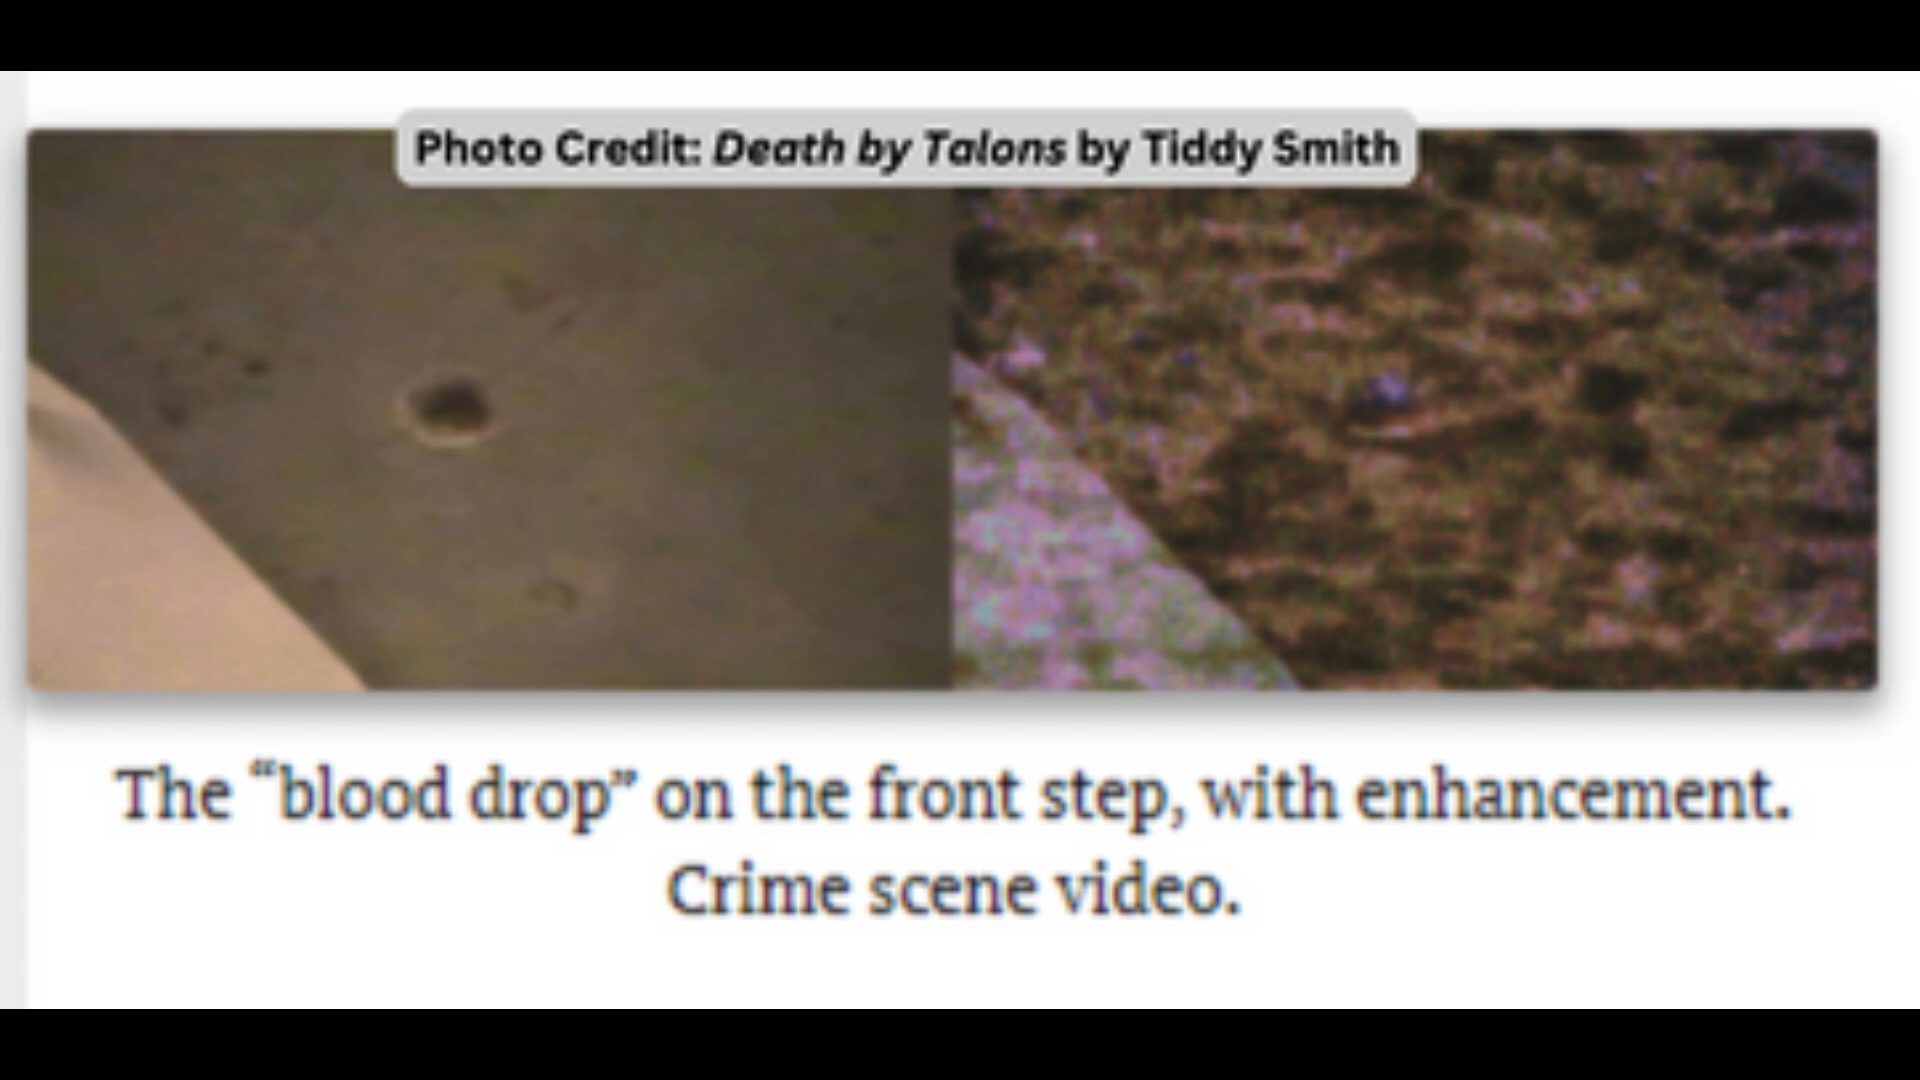 Photo Credit: Death by Talons by Tiddy Smith
The “blood drop” on the front step, with enhancement.
Crime scene video.